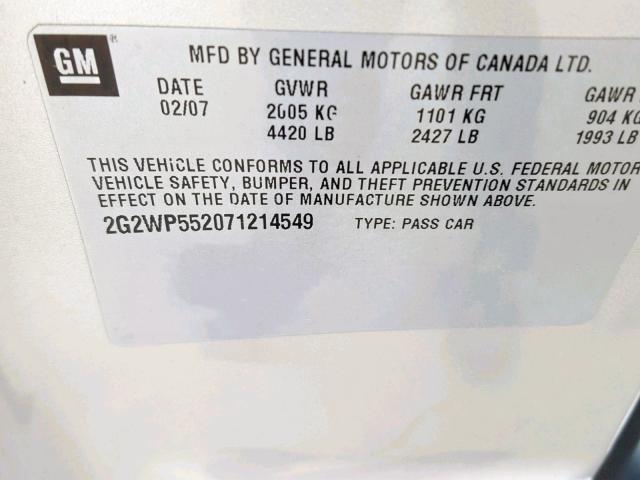 GM
MFD BY GENERAL MOTORS OF CANADA LTD.
DATE GVWR GAWR FRT GAWR
02/07 2005 KG 1101 KG 904 KG
4420 LB 2427 LB 1993 LB
THIS VEHICLE CONFORMS TO ALL APPLICABLE U.S. FEDERAL MOTOR
VEHICLE SAFETY, BUMPER, AND THEFT PREVENTION STANDARDS IN
EFFECT ON THE DATE OF MANUFACTURE SHOWN ABOVE.
2G2WP552071214549 TYPE: PASS CAR